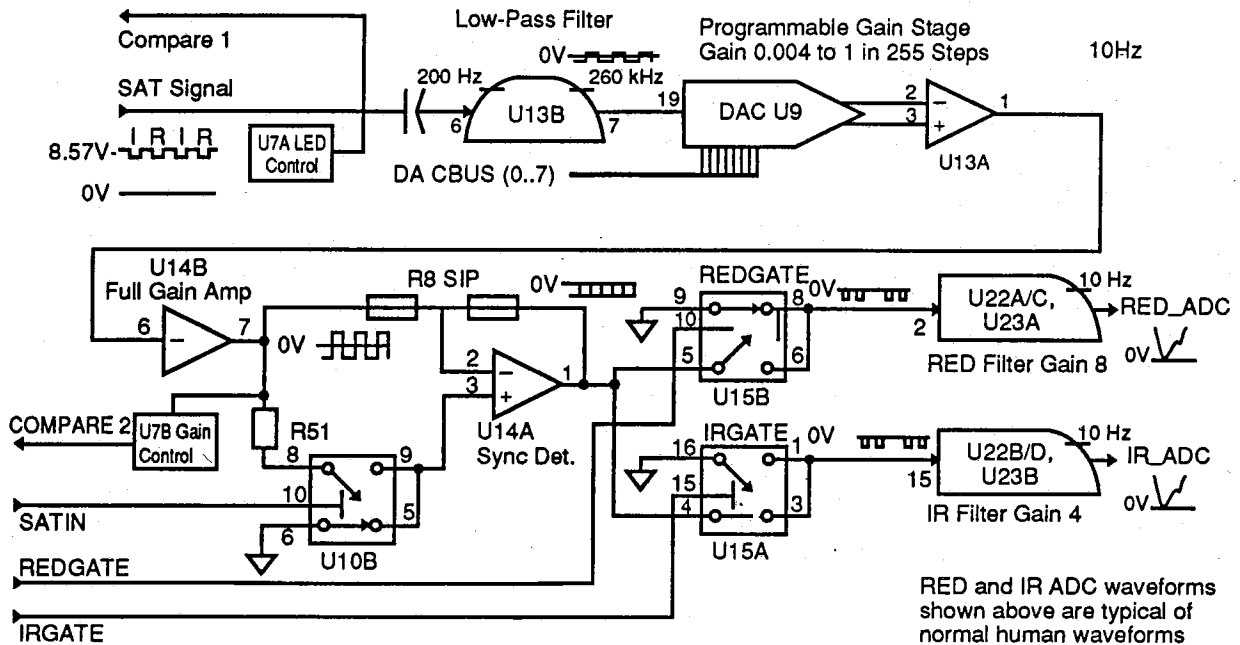 Compare 1
Low-Pass Filter
Programmable Gain Stage
Gain 0.004 to 1 in 255 Steps
10Hz
SAT Signal
0V
200 Hz
260 kHz
U13B
6
7
19
DAC U9
2
3
1
U13A
I R I R
8.57V
0V
U7A LED
Control
DA CBUS (0..7)
U14B
Full Gain Amp
6
7
R8 SIP
0V
0V
REDGATE
9
10
5
8
6
U15B
0V
2
U22A/C,
U23A
10 Hz
RED_ADC
0V
RED Filter Gain 8
2
3
1
U14A
Sync Det.
COMPARE 2
U7B Gain
Control
R51
8
9
10
5
6
U10B
SATIN
IRGATE
16
15
4
1
3
U15A
0V
15
U22B/D,
U23B
10 Hz
IR_ADC
0V
IR Filter Gain 4
REDGATE
IRGATE
RED and IR ADC waveforms
shown above are typical of
normal human waveforms